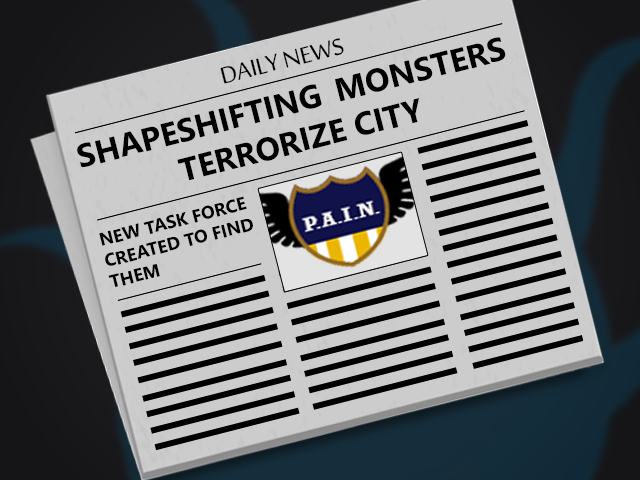 DAILY NEWS
SHAPESHIFTING MONSTERS
TERRORIZE CITY
NEW TASK FORCE
CREATED TO FIND
THEM
P.A.I.N.